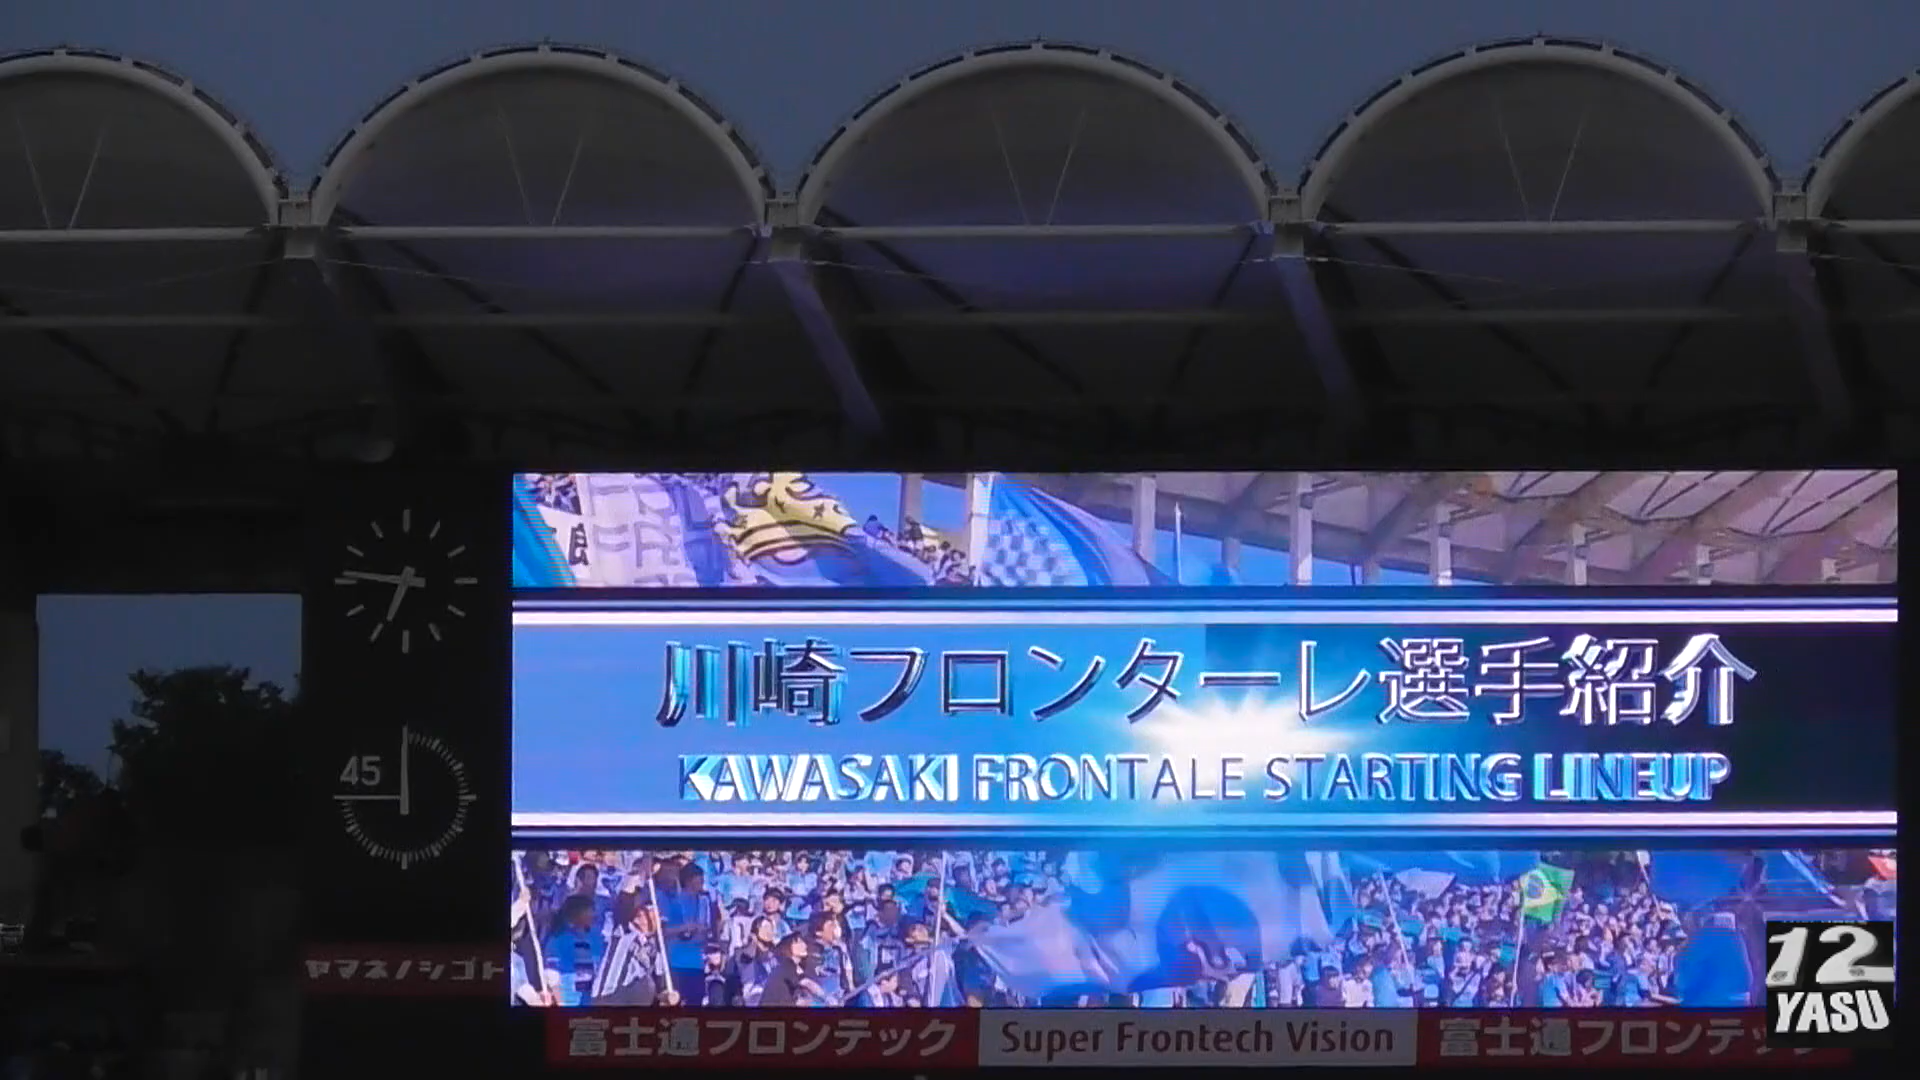 川崎フロンターレ選手紹介
KAWASAKI FRONTALE STARTING LINEUP
45
ヤマネノシゴト
富士通フロンテック
Super Frontech Vision
富士通フロンテック
12
YASU